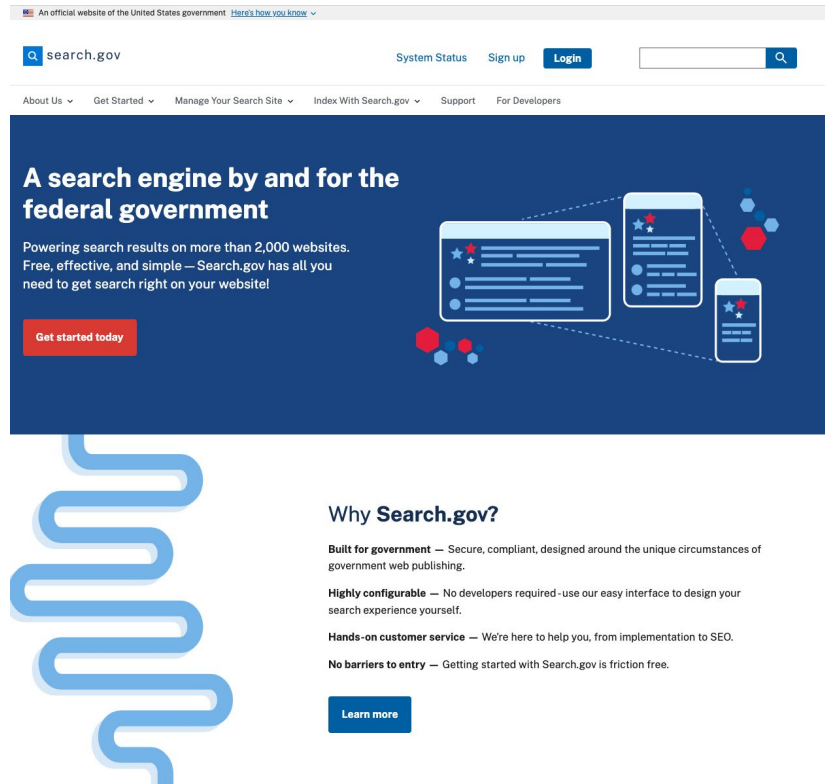 An official website of the United States government Here's how you know
search.gov
System Status Sign up Login
About Us Get Started Manage Your Search Site Index With Search.gov Support For Developers
A search engine by and for the
federal government
Powering search results on more than 2,000 websites.
Free, effective, and simple—Search.gov has all you
need to get search right on your website!
Get started today
Why Search.gov?
Built for government — Secure, compliant, designed around the unique circumstances of
government web publishing.
Highly configurable — No developers required-use our easy interface to design your
search experience yourself.
Hands-on customer service — We're here to help you, from implementation to SEO.
No barriers to entry — Getting started with Search.gov is friction free.
Learn more